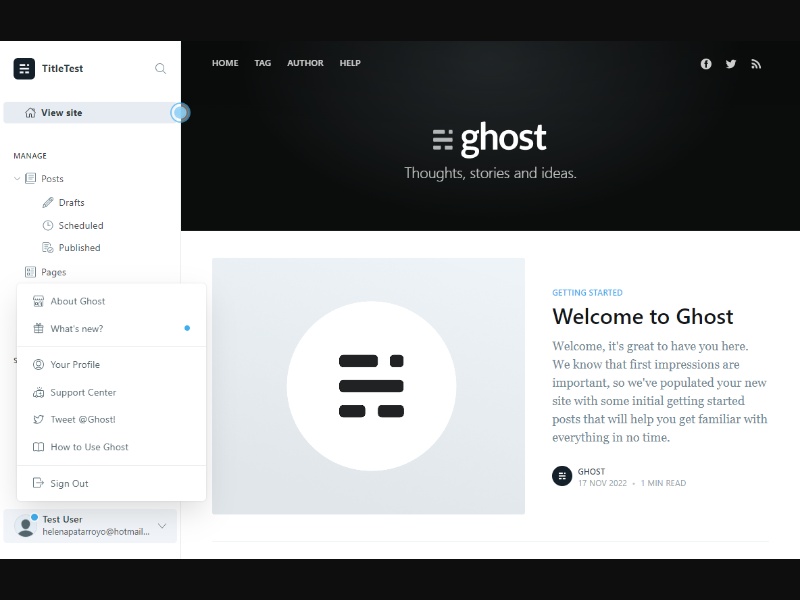 TitleTest
View site
MANAGE
Posts
Drafts
Scheduled
Published
Pages
About Ghost
What's new?
Your Profile
Support Center
Tweet @Ghost!
How to Use Ghost
Sign Out
Test User
helenapatarroyo@hotmail...
HOME TAG AUTHOR HELP
ghost
Thoughts, stories and ideas.
GETTING STARTED
Welcome to Ghost
Welcome, it's great to have you here.
We know that first impressions are
important, so we've populated your new
site with some initial getting started
posts that will help you get familiar with
everything in no time.
GHOST
17 NOV 2022 • 1 MIN READ